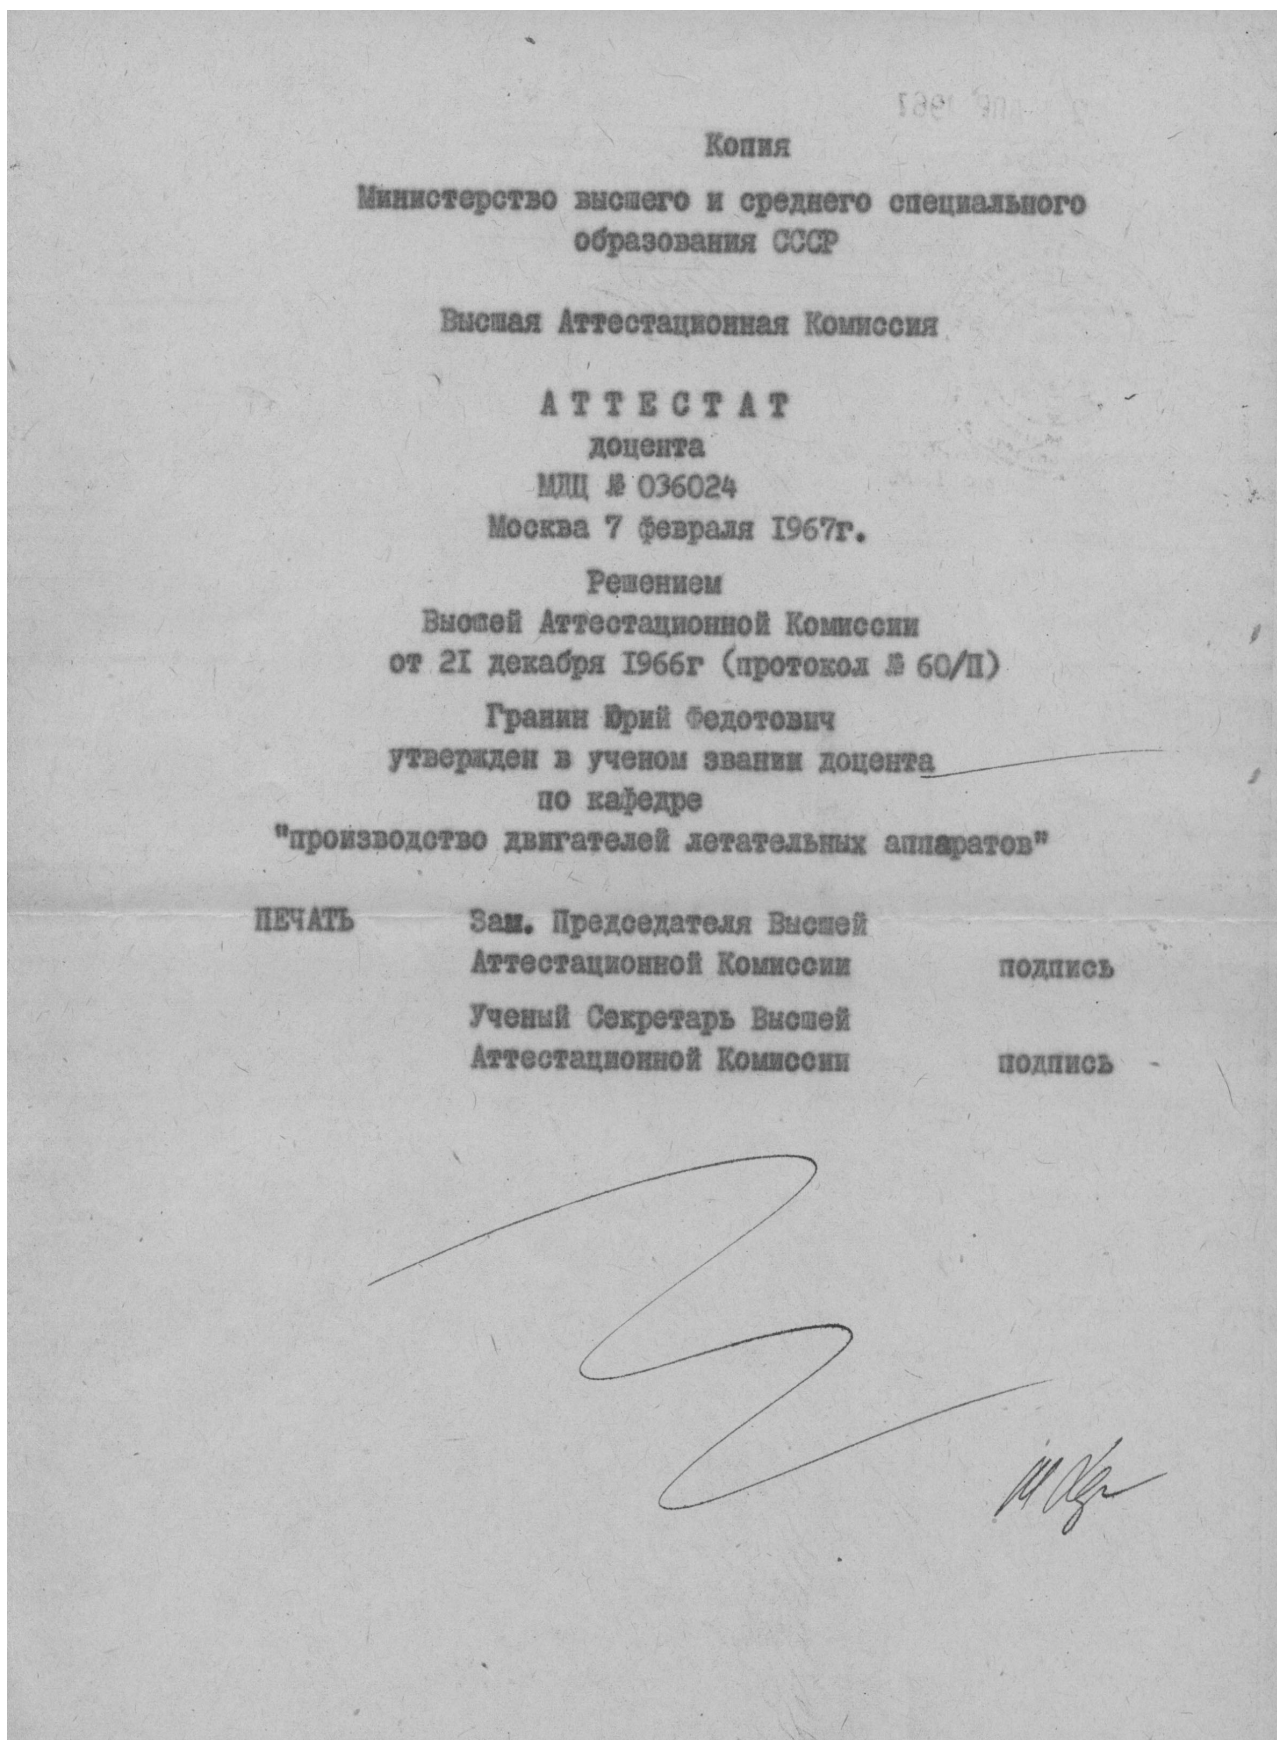 Копия
Министерство высшего и среднего специального
образования СССР
Высшая Аттестационная Комиссия
АТТЕСТАТ
доцента
МДЦ № 036024
Москва 7 февраля 1967г.
Решением
Высшей Аттестационной Комиссии
от 21 декабря 1966г (протокол № 60/П)
Гранин Юрий Федотович
утвержден в ученом звании доцента
по кафедре
"производство двигателей летательных аппаратов"
ПЕЧАТЬ Зам. Председателя Высшей
Аттестационной Комиссии подпись
Ученый Секретарь Высшей
Аттестационной Комиссии подпись